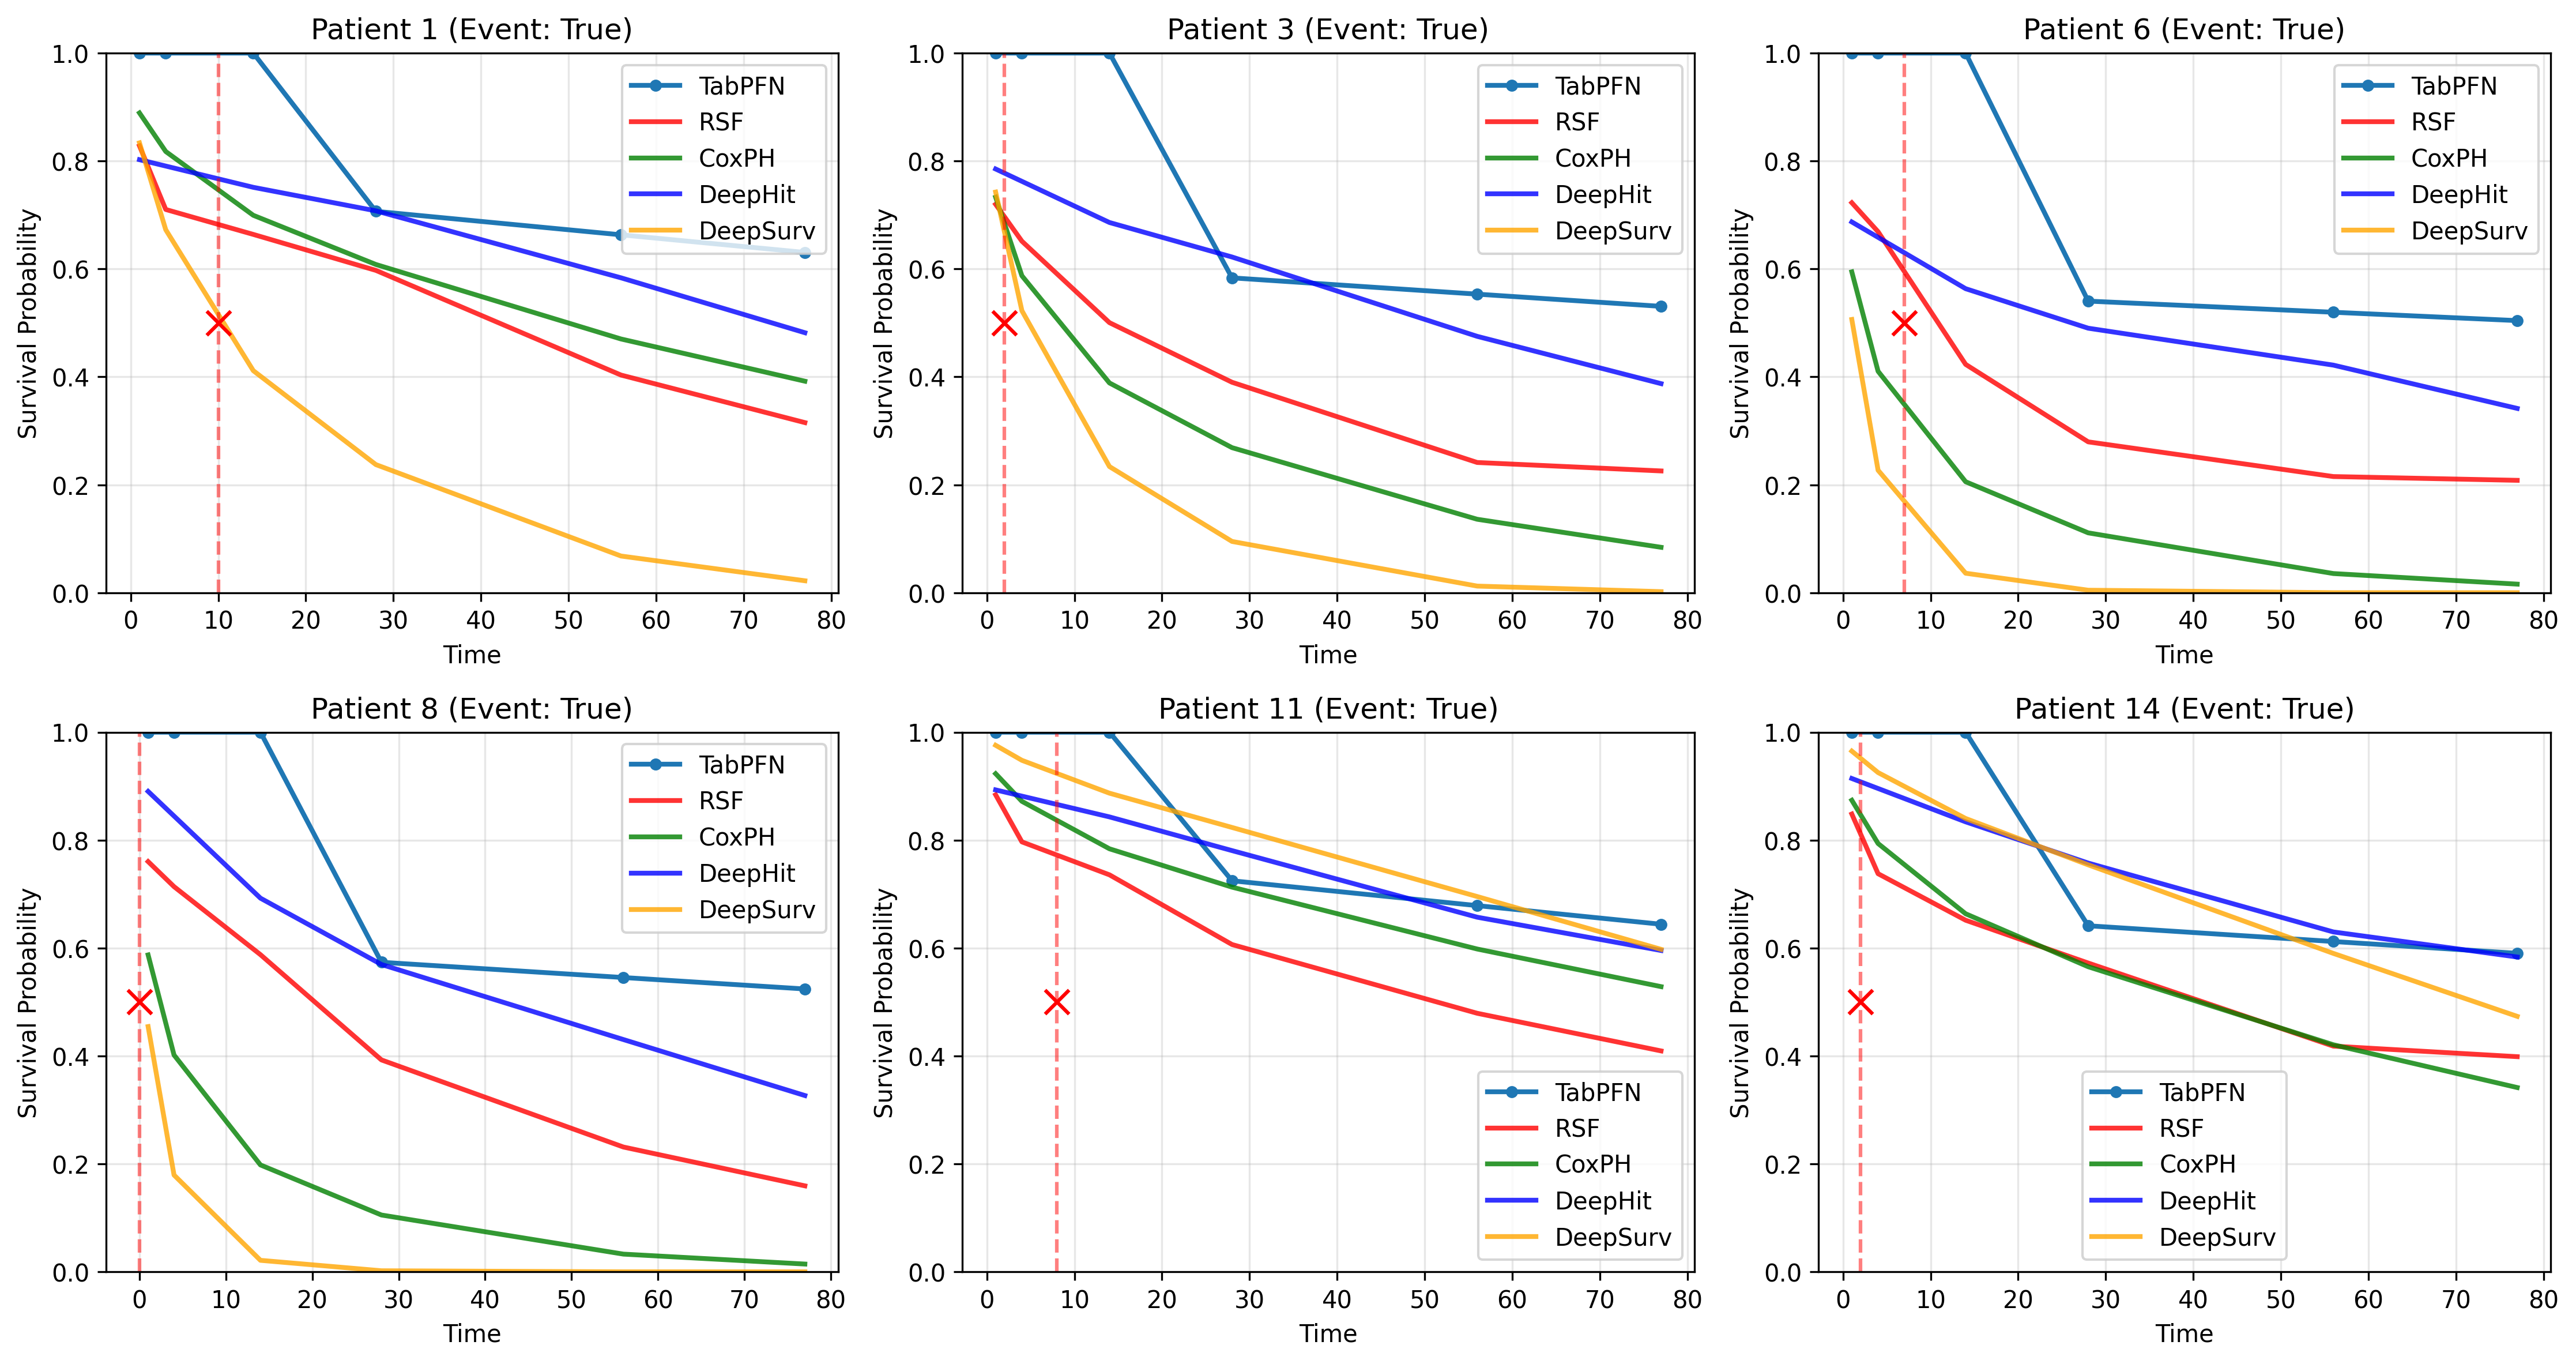 Patient 1 (Event: True)
1.0
0.8
0.6
0.4
0.2
0.0
Survival Probability
TabPFN
RSF
CoxPH
DeepHit
DeepSurv
0 10 20 30 40 50 60 70 80
Time
Patient 3 (Event: True)
1.0
0.8
0.6
0.4
0.2
0.0
Survival Probability
TabPFN
RSF
CoxPH
DeepHit
DeepSurv
0 10 20 30 40 50 60 70 80
Time
Patient 6 (Event: True)
1.0
0.8
0.6
0.4
0.2
0.0
Survival Probability
TabPFN
RSF
CoxPH
DeepHit
DeepSurv
0 10 20 30 40 50 60 70 80
Time
Patient 8 (Event: True)
1.0
0.8
0.6
0.4
0.2
0.0
Survival Probability
TabPFN
RSF
CoxPH
DeepHit
DeepSurv
0 10 20 30 40 50 60 70 80
Time
Patient 11 (Event: True)
1.0
0.8
0.6
0.4
0.2
0.0
Survival Probability
TabPFN
RSF
CoxPH
DeepHit
DeepSurv
0 10 20 30 40 50 60 70 80
Time
Patient 14 (Event: True)
1.0
0.8
0.6
0.4
0.2
0.0
Survival Probability
TabPFN
RSF
CoxPH
DeepHit
DeepSurv
0 10 20 30 40 50 60 70 80
Time